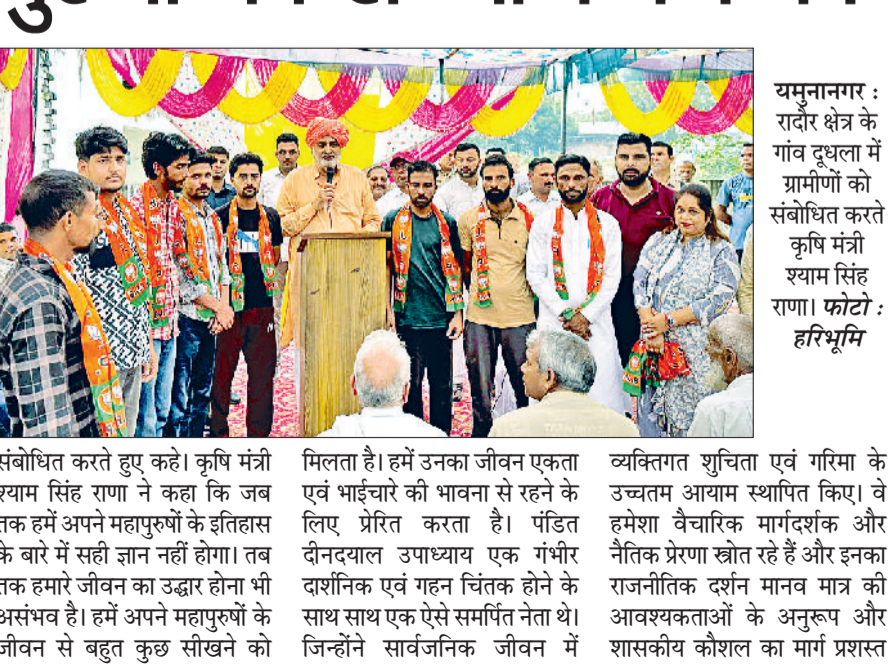 यमुनानगर :
रादौर क्षेत्र के
गांव दूधला में
ग्रामीणों को
संबोधित करते
कृषि मंत्री
श्याम सिंह
राणा। फोटो :
हरिभूमि
संबोधित करते हुए कहे। कृषि मंत्री
श्याम सिंह राणा ने कहा कि जब
तक हमें अपने महापुरुषों के इतिहास
के बारे में सही ज्ञान नहीं होगा। तब
तक हमारे जीवन का उद्धार होना भी
असंभव है। हमें अपने महापुरुषों के
जीवन से बहुत कुछ सीखने को
मिलता है। हमें उनका जीवन एकता
एवं भाईचारे की भावना से रहने के
लिए प्रेरित करता है। पंडित
दीनदयाल उपाध्याय एक गंभीर
दार्शनिक एवं गहन चिंतक होने के
साथ साथ एक ऐसे समर्पित नेता थे।
जिन्होंने सार्वजनिक जीवन में
व्यक्तिगत शुचिता एवं गरिमा के
उच्चतम आयाम स्थापित किए। वे
हमेशा वैचारिक मार्गदर्शक और
नैतिक प्रेरणा स्त्रोत रहे हैं और इनका
राजनीतिक दर्शन मानव मात्र की
आवश्यकताओं के अनुरूप और
शासकीय कौशल का मार्ग प्रशस्त